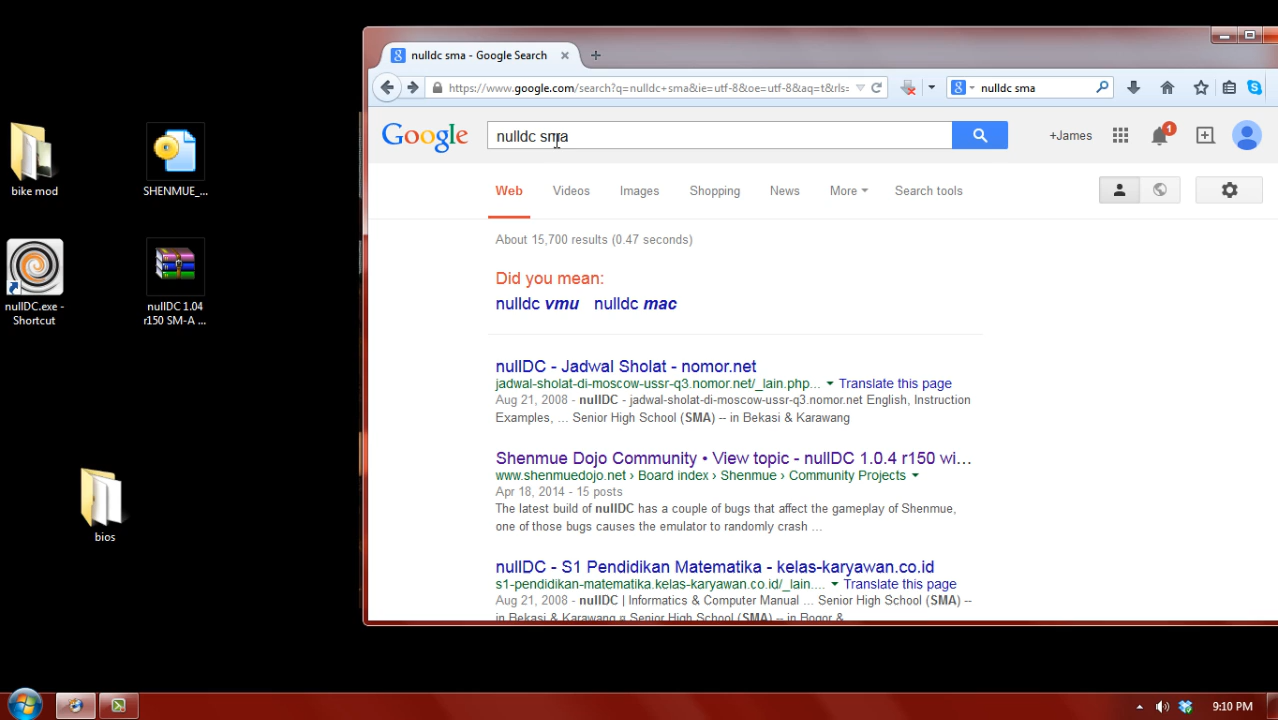 nulldc sma - Google Search
https://www.google.com/search?q=nulldc+sma&ie=utf-8&oe=utf-8&aq=t&rls=
nulldc sma
Google
nulldc sma
+James
1
Web Videos Images Shopping News More Search tools
About 15,700 results (0.47 seconds)
Did you mean:
nulldc vmu nulldc mac
nullDC - Jadwal Sholat - nomor.net
jadwal-sholat-di-moscow-ussr-q3.nomor.net/_lain.php... Translate this page
Aug 21, 2008 - nullDC - jadwal-sholat-di-moscow-ussr-q3.nomor.net English, Instruction
Examples, ... Senior High School (SMA) -- in Bekasi & Karawang
Shenmue Dojo Community • View topic - nullDC 1.0.4 r150 wi...
www.shenmuedojo.net › Board index › Shenmue › Community Projects
Apr 18, 2014 - 15 posts
The latest build of nullDC has a couple of bugs that affect the gameplay of Shenmue,
one of those bugs causes the emulator to randomly crash ...
nullDC - S1 Pendidikan Matematika - kelas-karyawan.co.id
s1-pendidikan-matematika.kelas-karyawan.co.id/_lain.... Translate this page
Aug 21, 2008 - nullDC | Informatics & Computer Manual ... Senior High School (SMA) --
in Bekasi & Karawang ¤ Senior High School (SMA) -- in Bogor &
bike mod
SHENMUE_...
nullDC.exe -
Shortcut
nullDC 1.04
r150 SM-A ...
bios
9:10 PM